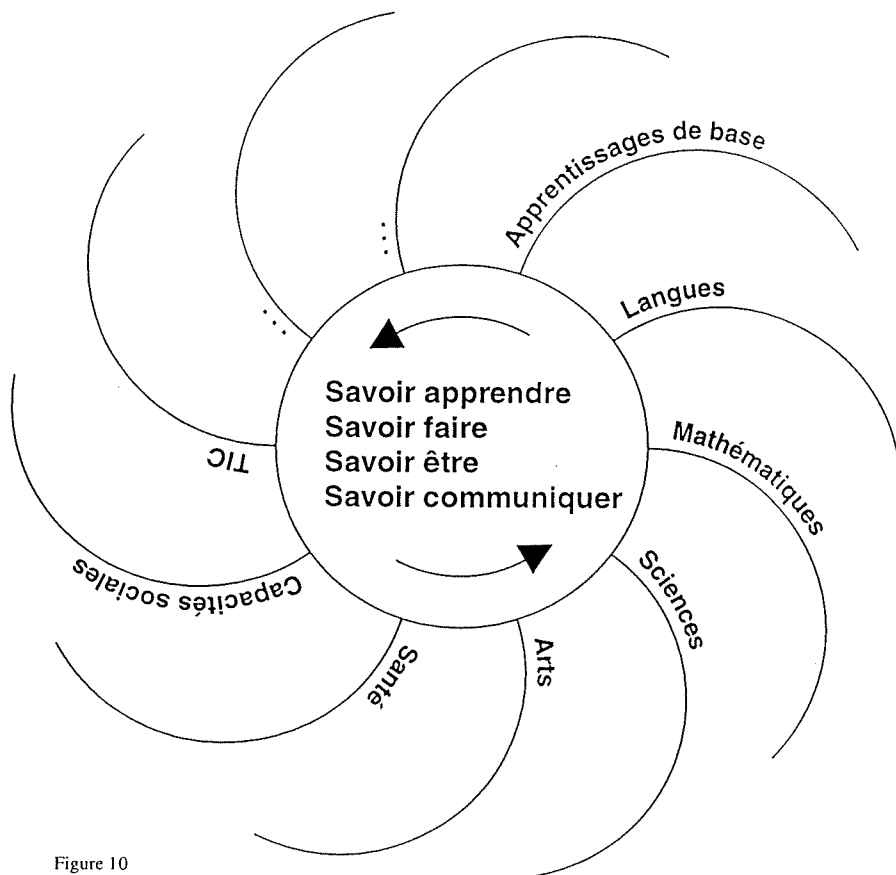 Apprentissages de base
Langues
Mathématiques
Sciences
Arts
Santé
Capacités sociales
TIC
...
...
Savoir apprendre
Savoir faire
Savoir être
Savoir communiquer
Figure 10